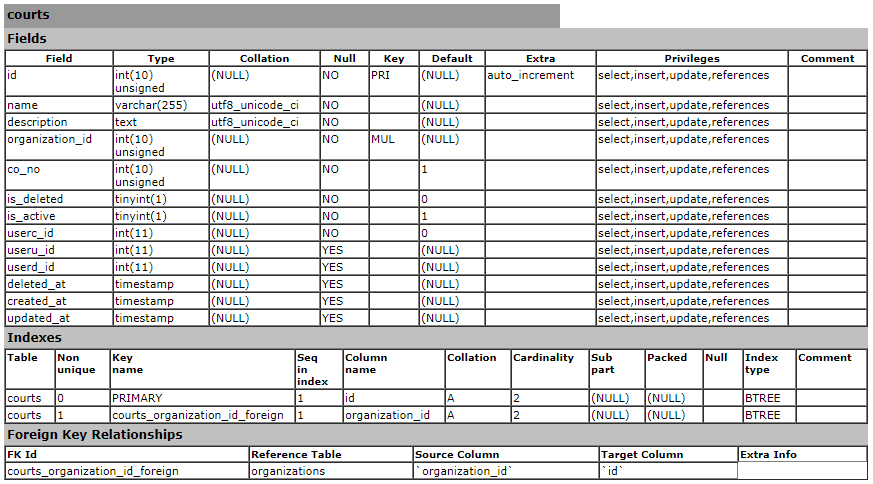 courts
Fields
Field Type Collation Null Key Default Extra Privileges Comment
id int(10) unsigned (NULL) NO PRI (NULL) auto_increment select,insert,update,references
name varchar(255) utf8_unicode_ci NO (NULL) select,insert,update,references
description text utf8_unicode_ci NO (NULL) select,insert,update,references
organization_id int(10) unsigned (NULL) NO MUL (NULL) select,insert,update,references
co_no int(10) unsigned (NULL) NO 1 select,insert,update,references
is_deleted tinyint(1) (NULL) NO 0 select,insert,update,references
is_active tinyint(1) (NULL) NO 1 select,insert,update,references
userc_id int(11) (NULL) NO 0 select,insert,update,references
useru_id int(11) (NULL) YES (NULL) select,insert,update,references
userd_id int(11) (NULL) YES (NULL) select,insert,update,references
deleted_at timestamp (NULL) YES (NULL) select,insert,update,references
created_at timestamp (NULL) YES (NULL) select,insert,update,references
updated_at timestamp (NULL) YES (NULL) select,insert,update,references
Indexes
Table Non unique Key name Seq in index Column name Collation Cardinality Sub part Packed Null Index type Comment
courts 0 PRIMARY 1 id A 2 (NULL) (NULL) BTREE
courts 1 courts_organization_id_foreign 1 organization_id A 2 (NULL) (NULL) BTREE
Foreign Key Relationships
FK Id Reference Table Source Column Target Column Extra Info
courts_organization_id_foreign organizations `organization_id` `id`